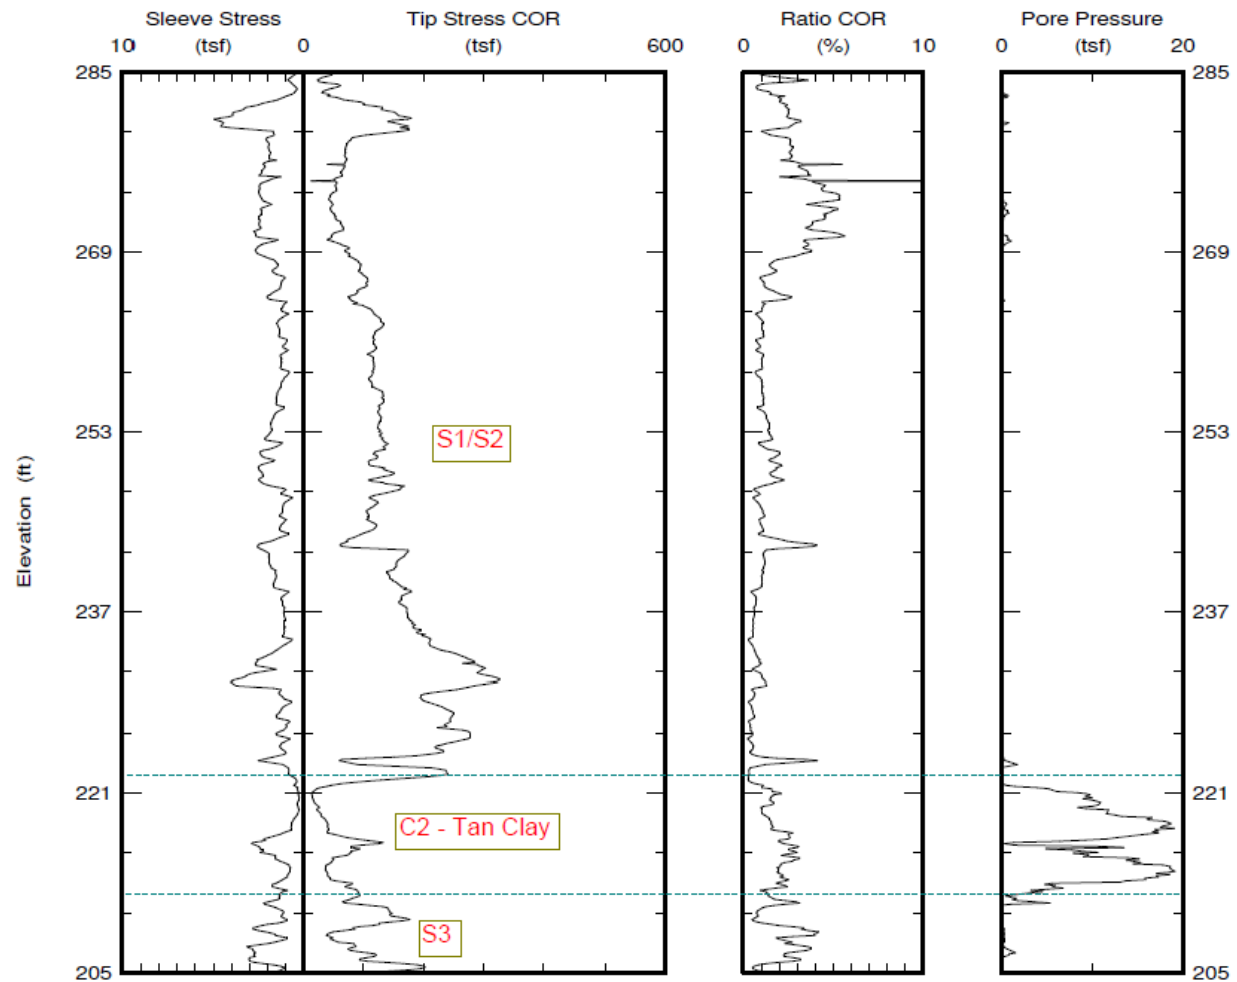 Sleeve Stress Tip Stress COR Ratio COR Pore Pressure
10 (tsf) 0 (tsf) 600 0 (%) 10 0 (tsf) 20
285 285
269 269
253 253
S1/S2
Elevation (ft)
237 237
221 221
C2 - Tan Clay
S3
205 205